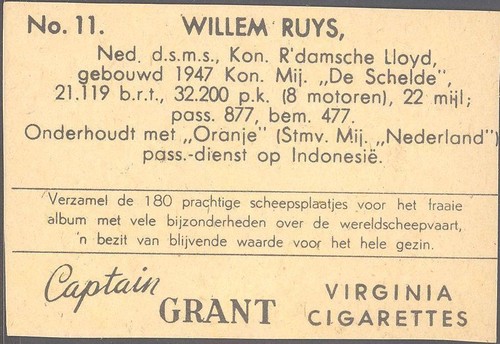 No. 11. WILLEM RUYS,
Ned. d.s.m.s., Kon. R'damsche Lloyd,
gebouwd 1947 Kon. Mij. „De Schelde",
21.119 b.r.t., 32.200 p.k. (8 motoren), 22 mijl;
pass. 877, bem. 477.
Onderhoudt met „Oranje" (Stmv. Mij. „Nederland")
pass.-dienst op Indonesië.
Verzamel de 180 prachtige scheepsplaatjes voor het fraaie
album met vele bijzonderheden over de wereldscheepvaart,
'n bezit van blijvende waarde voor het hele gezin.
Captain GRANT VIRGINIA
CIGARETTES